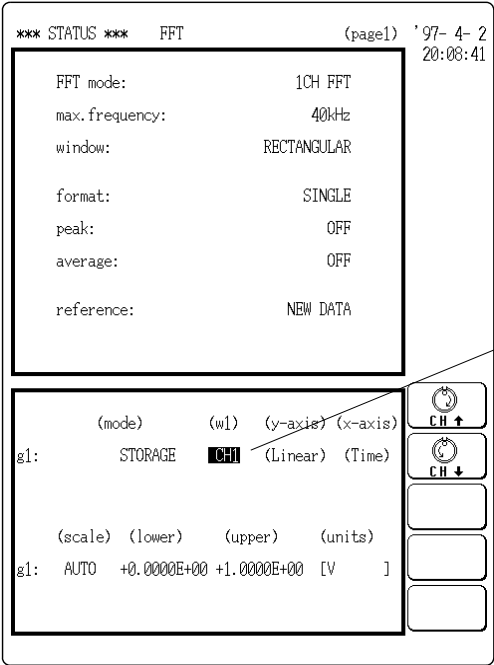 *** STATUS *** FFT (page1) '97- 4- 2
20:08:41
FFT mode: 1CH FFT
max.frequency: 40kHz
window: RECTANGULAR
format: SINGLE
peak: OFF
average: OFF
reference: NEW DATA
(mode) (w1) (y-axis) (x-axis)
g1: STORAGE CH1 (Linear) (Time)
(scale) (lower) (upper) (units)
g1: AUTO +0.0000E+00 +1.0000E+00 [V ]
CH ↑
CH ↓